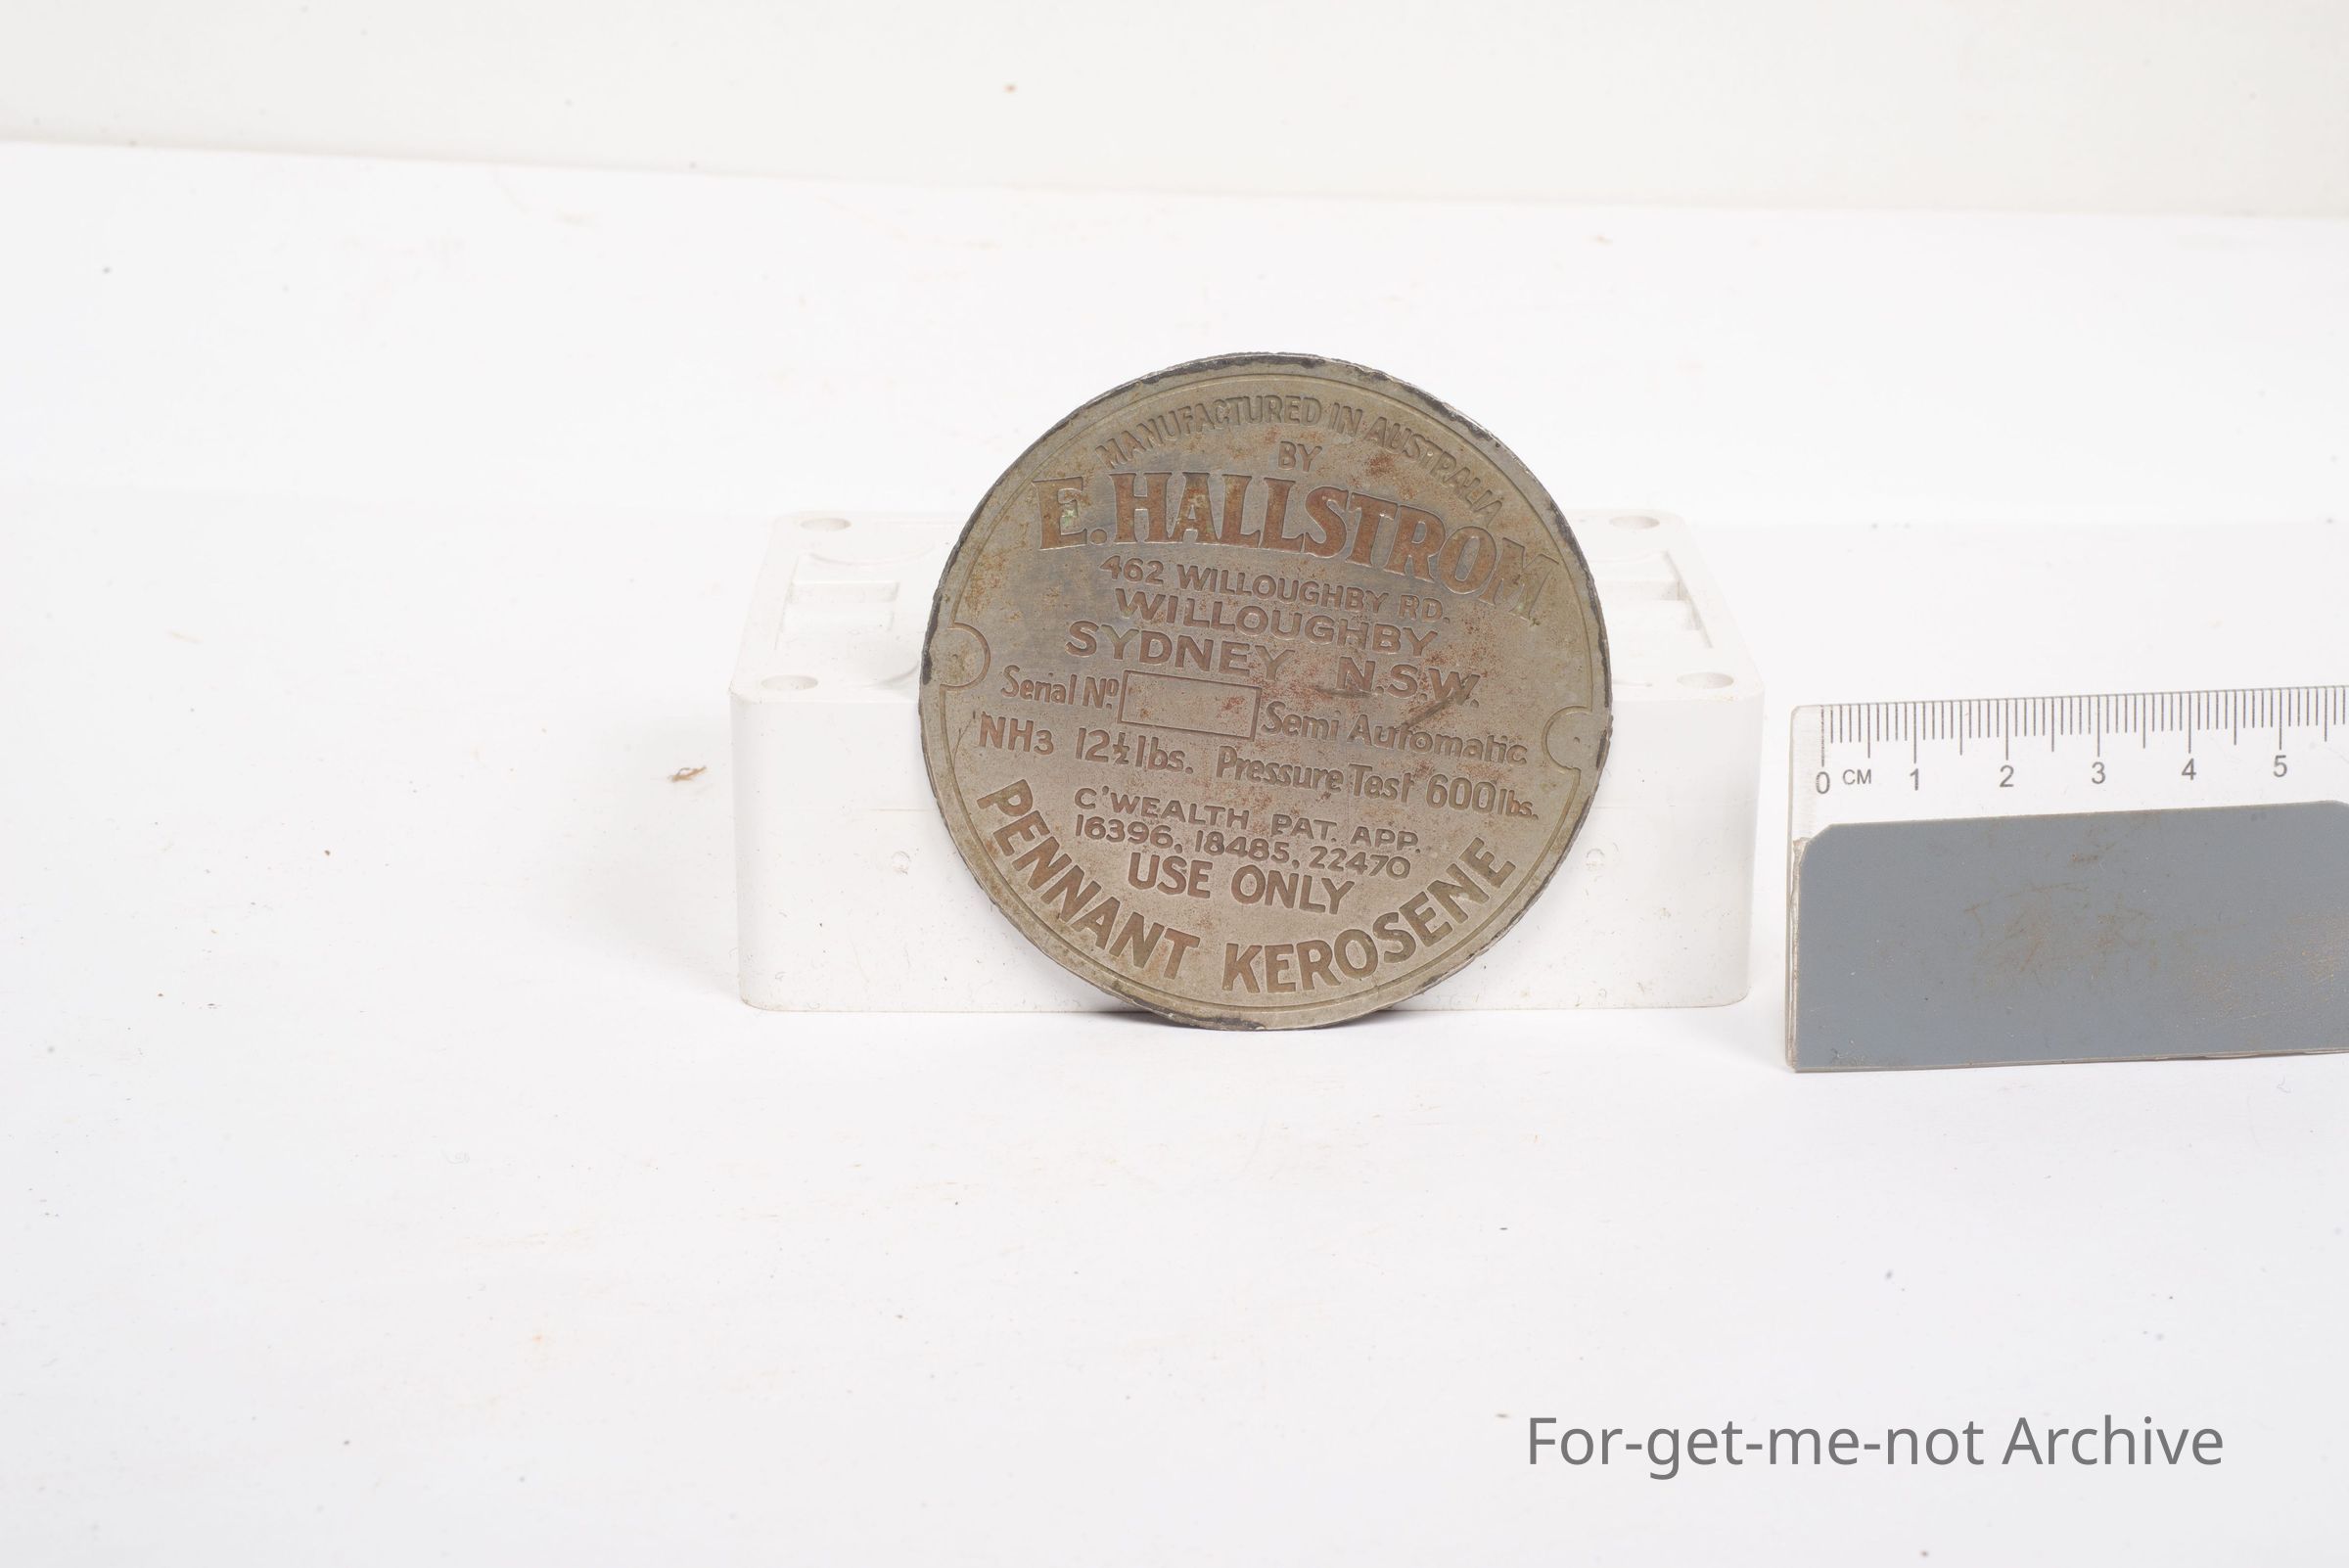 MANUFACTURED IN AUSTRALIA
BY
E. HALLSTROM
462 WILLOUGHBY RD.
WILLOUGHBY
SYDNEY N.S.W.
Serial No. Semi Automatic
NH3 12½ lbs. Pressure Test 600 lbs.
C'WEALTH PAT. APP.
16396, 18485, 22470
USE ONLY
PENNANT KEROSENE
0 CM 1 2 3 4 5
For-get-me-not Archive